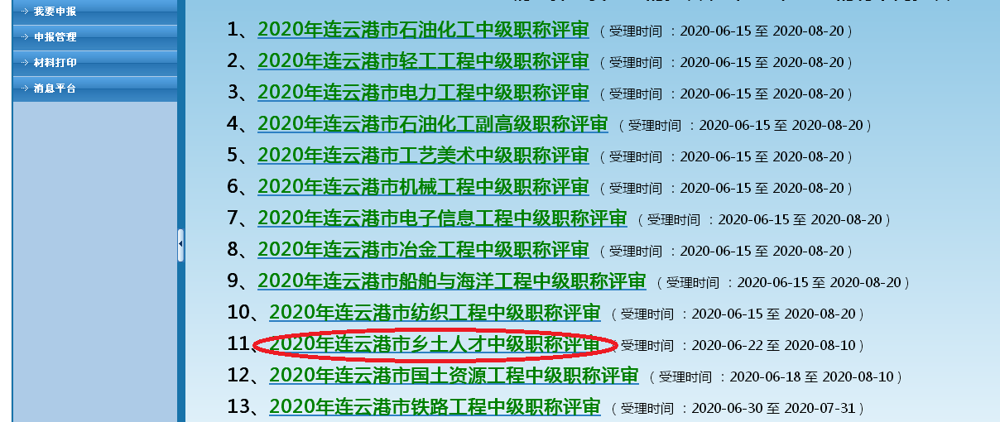 我要申报
申报管理
材料打印
消息平台
1、2020年连云港市石油化工中级职称评审（受理时间 ：2020-06-15 至 2020-08-20）
2、2020年连云港市轻工工程中级职称评审（受理时间 ：2020-06-15 至 2020-08-20）
3、2020年连云港市电力工程中级职称评审（受理时间 ：2020-06-15 至 2020-08-20）
4、2020年连云港市石油化工副高级职称评审（受理时间 ：2020-06-15 至 2020-08-20）
5、2020年连云港市工艺美术中级职称评审（受理时间 ：2020-06-15 至 2020-08-20）
6、2020年连云港市机械工程中级职称评审（受理时间 ：2020-06-15 至 2020-08-20）
7、2020年连云港市电子信息工程中级职称评审（受理时间 ：2020-06-15 至 2020-08-20）
8、2020年连云港市冶金工程中级职称评审（受理时间 ：2020-06-15 至 2020-08-20）
9、2020年连云港市船舶与海洋工程中级职称评审（受理时间 ：2020-06-15 至 2020-08-20）
10、2020年连云港市纺织工程中级职称评审（受理时间 ：2020-06-15 至 2020-08-20）
11、2020年连云港市乡土人才中级职称评审（受理时间 ：2020-06-22 至 2020-08-10）
12、2020年连云港市国土资源工程中级职称评审（受理时间 ：2020-06-18 至 2020-08-10）
13、2020年连云港市铁路工程中级职称评审（受理时间 ：2020-06-30 至 2020-07-31）